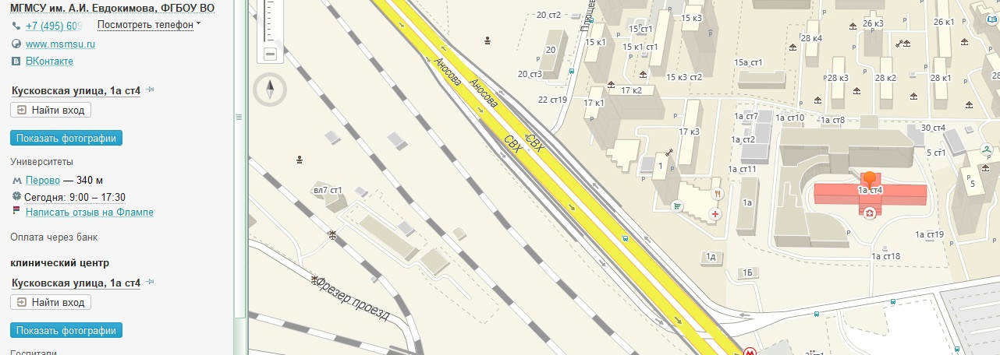 МГМСУ им. А.И. Евдокимова, ФГБОУ ВО
+7 (495) 609
Посмотреть телефон
www.msmsu.ru
ВКонтакте
Кусковская улица, 1а ст4
Найти вход
Показать фотографии
Университеты
Перово — 340 м
Сегодня: 9:00 – 17:30
Написать отзыв на Флампе
Оплата через банк
клинический центр
Кусковская улица, 1а ст4
Найти вход
Показать фотографии
Госпитали
20 ст2
20
20 ст3
22 ст19
15 ст1
15 к3
15 к1
15 к1 ст1
15 к3 ст2
15а ст1
17 к2
17 к1
17 к3
1
28 к4
26 к3
26 к1
28 к3
28 к2
28 к1
1а ст7
1а ст10
1а ст8
30 ст4
1а ст2
5 ст1
1а ст11
5
1а ст4
1а
1а ст19
1а ст18
1д
1Б
Аносова
Аносова
СВХ
СВХ
вл7 ст1
Фрезер проезд
М